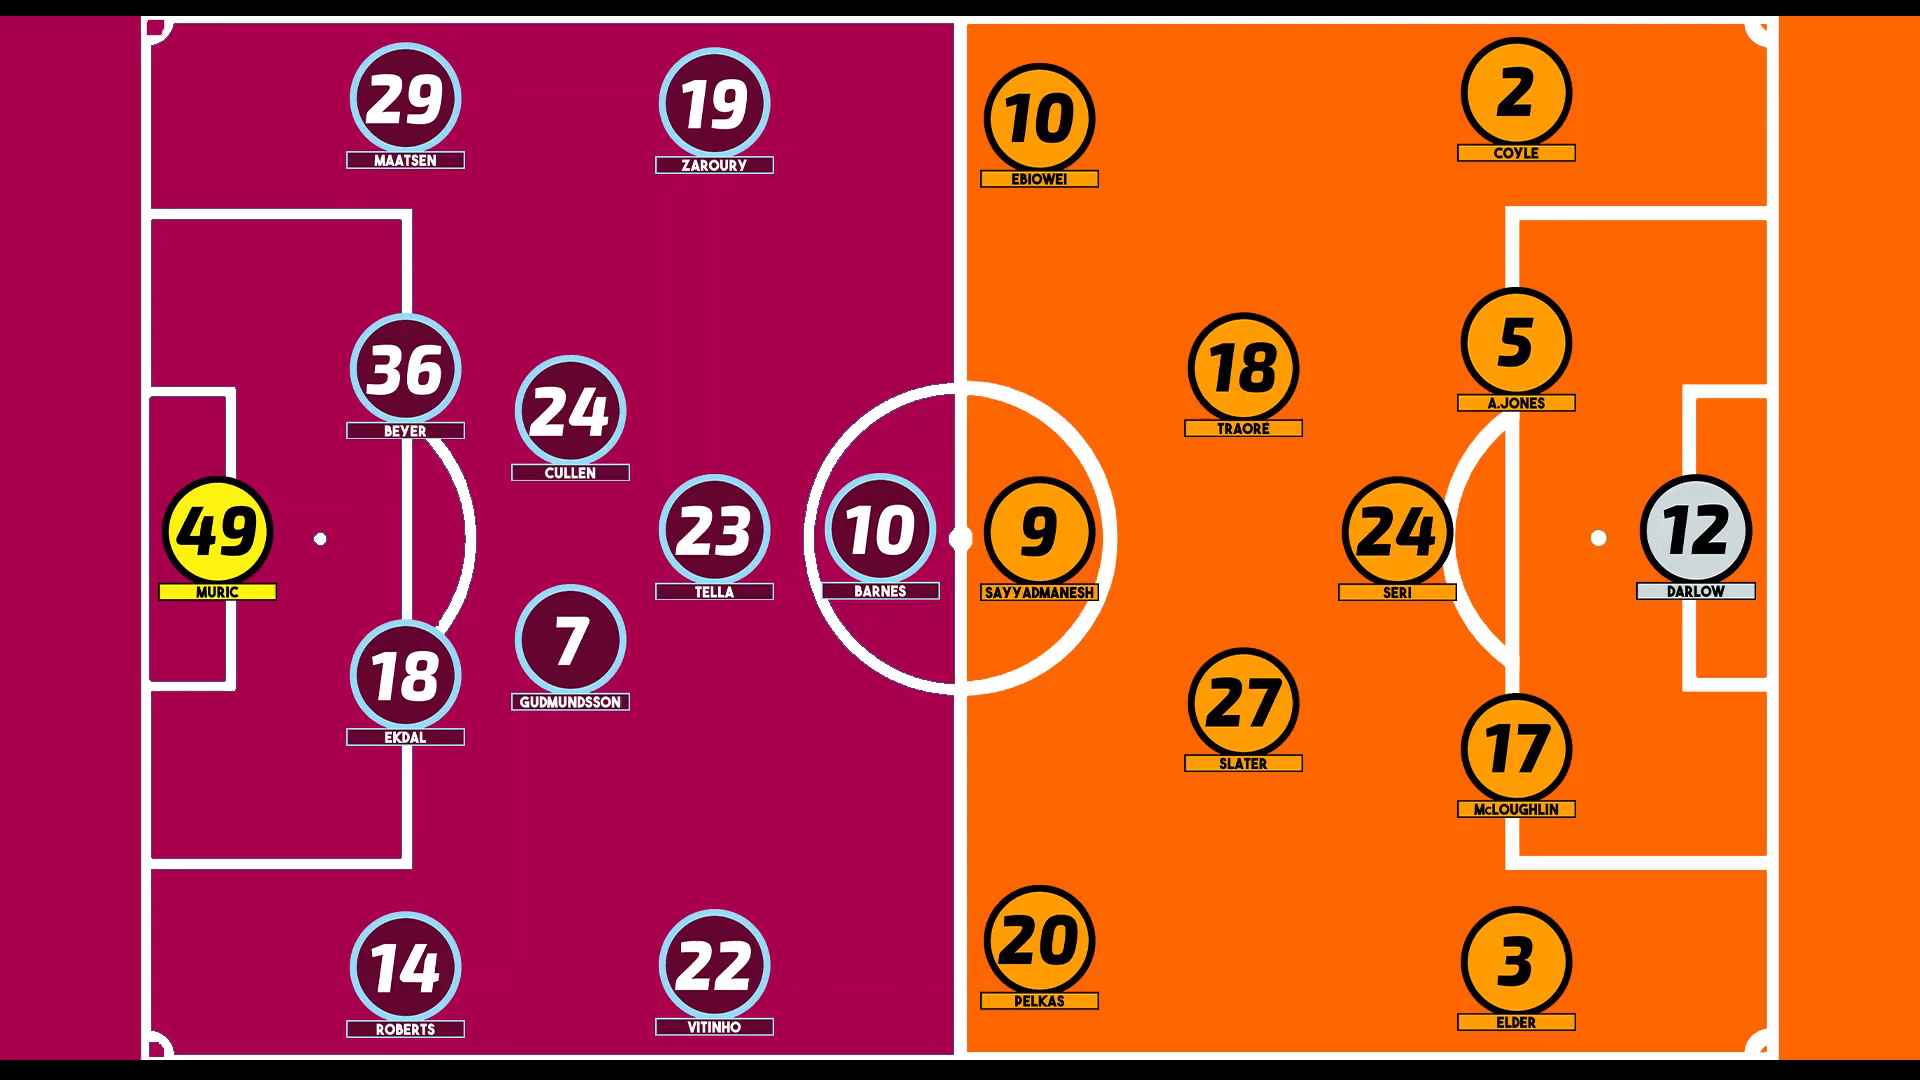 29
MAATSEN
19
ZAROURY
10
EBIOWEI
2
COYLE
36
BEYER
24
CULLEN
18
TRAORÉ
5
A.JONES
49
MURIC
23
TELLA
10
BARNES
9
SAYYADMANESH
24
SERI
12
DARLOW
18
EKDAL
7
GUDMUNDSSON
27
SLATER
17
McLOUGHLIN
14
ROBERTS
22
VITINHO
20
PELKAS
3
ELDER